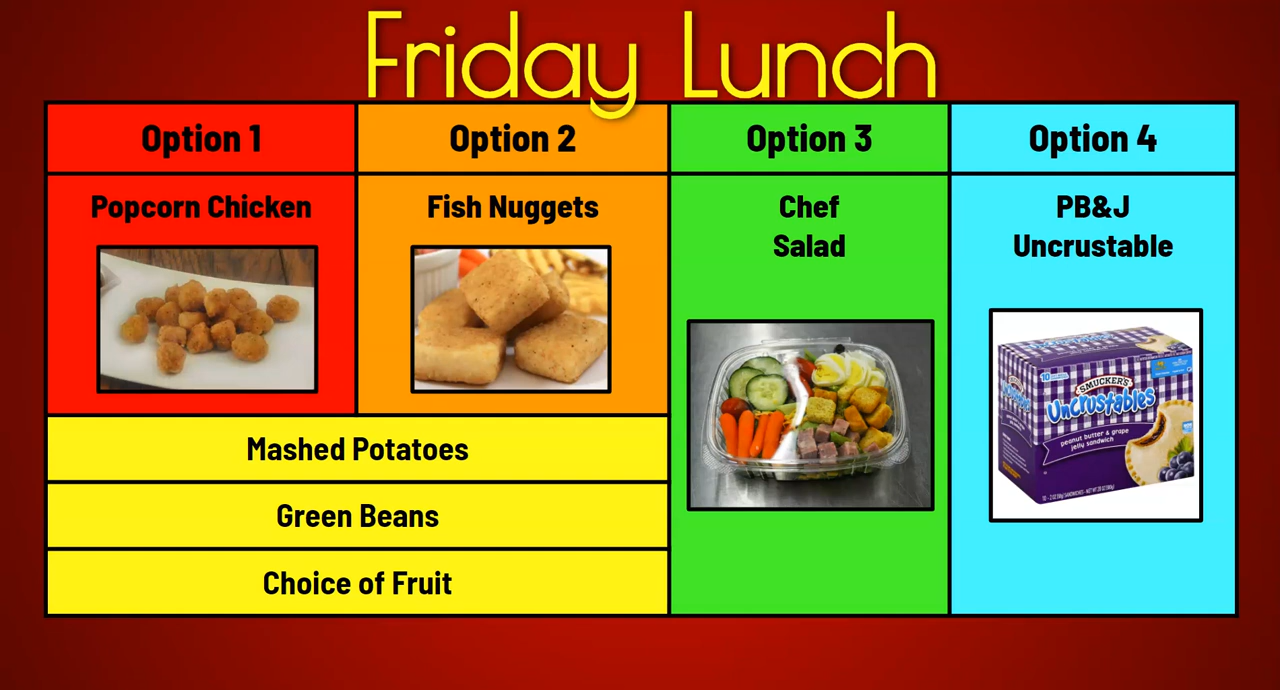 Friday Lunch
Option 1
Option 2
Option 3
Option 4
Popcorn Chicken
Fish Nuggets
Chef
Salad
PB&J
Uncrustable
Mashed Potatoes
Green Beans
Choice of Fruit
10
SMUCKER'S
Uncrustables
peanut butter & grape
jelly sandwich